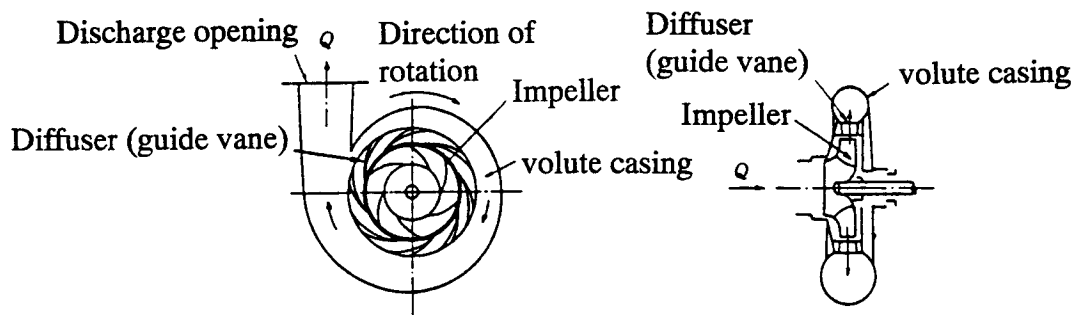 Discharge opening
Q
Direction of
rotation
Impeller
Diffuser (guide vane)
volute casing
Diffuser
(guide vane)
volute casing
Impeller
Q